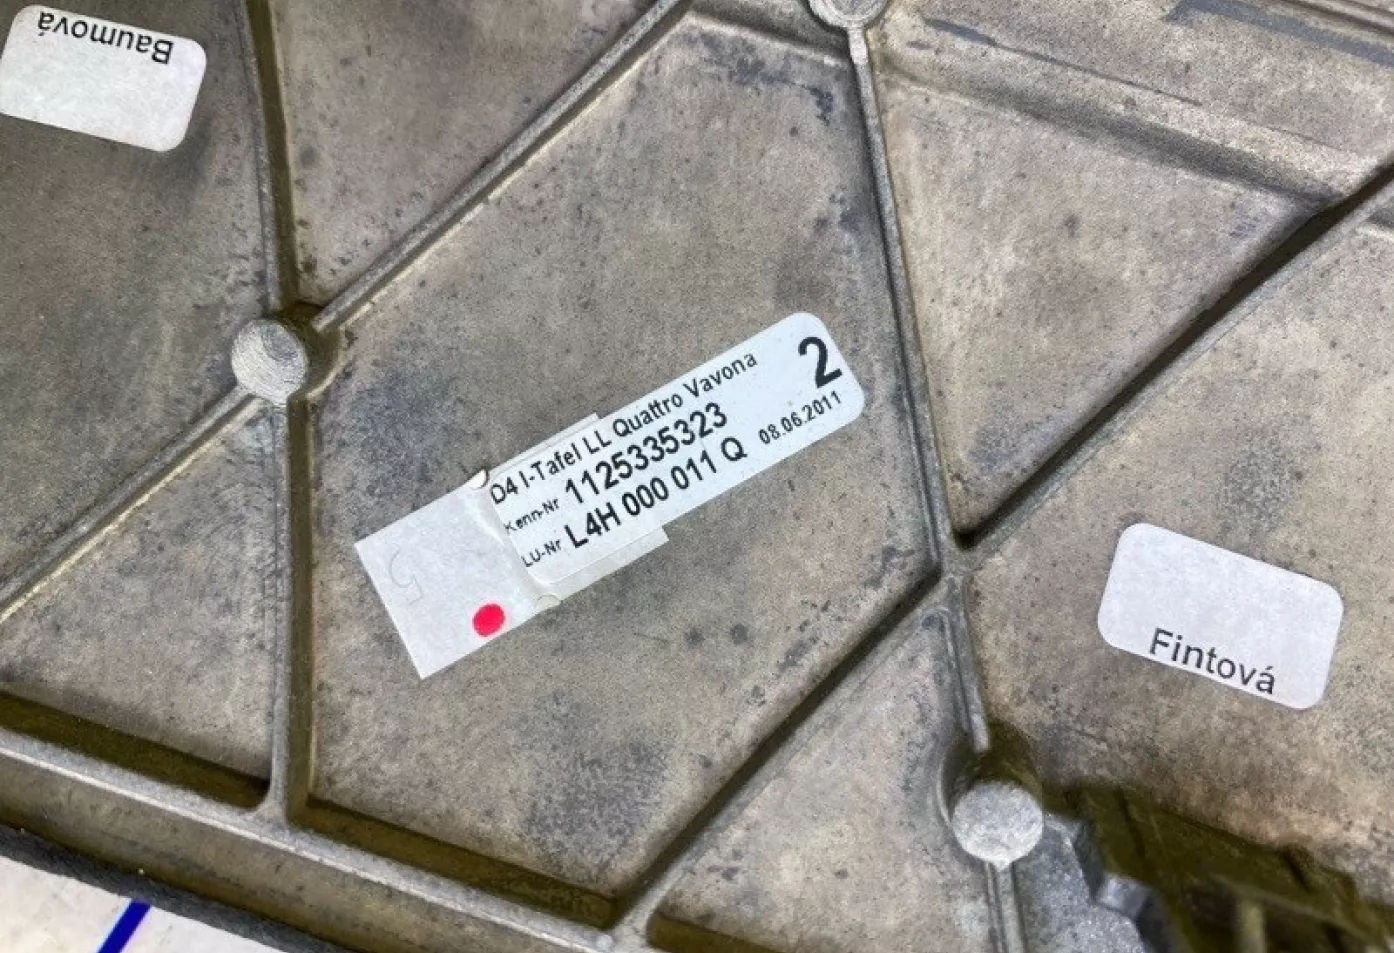 Baumová
D4 I-Tafel LL Quattro Vavona
2
Kenn-Nr 1125335323
LU-Nr L4H 000 011 Q
08.06.2011
5
Fintová